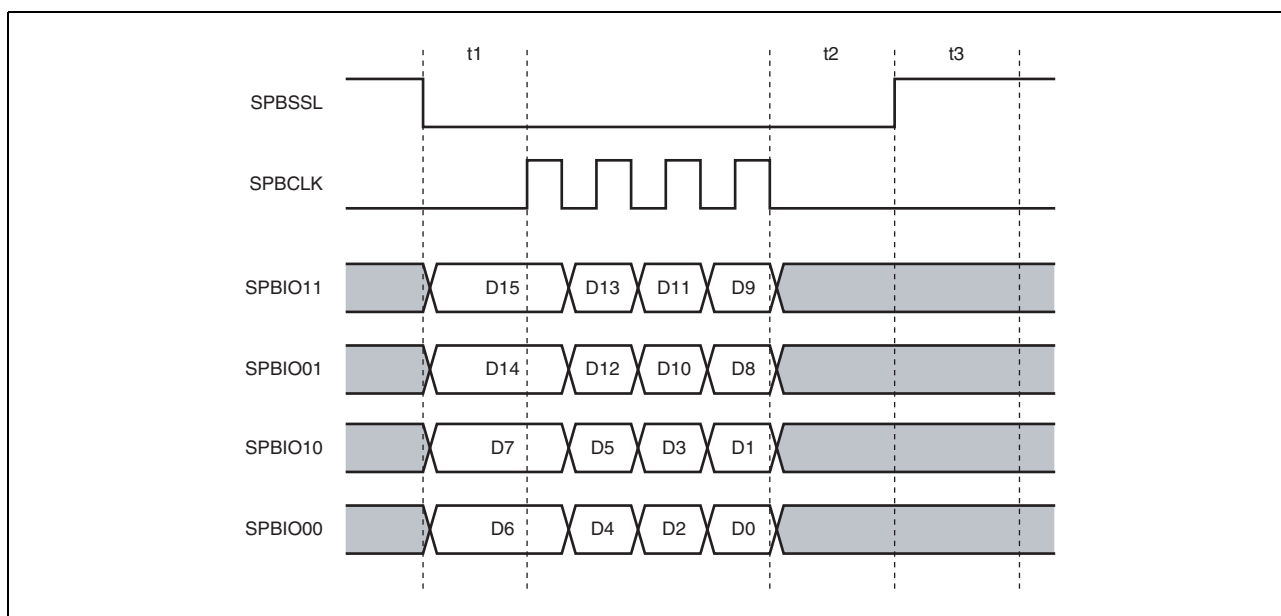 t1 t2 t3
SPBSSL
SPBCLK
SPBIO11 D15 D13 D11 D9
SPBIO01 D14 D12 D10 D8
SPBIO10 D7 D5 D3 D1
SPBIO00 D6 D4 D2 D0